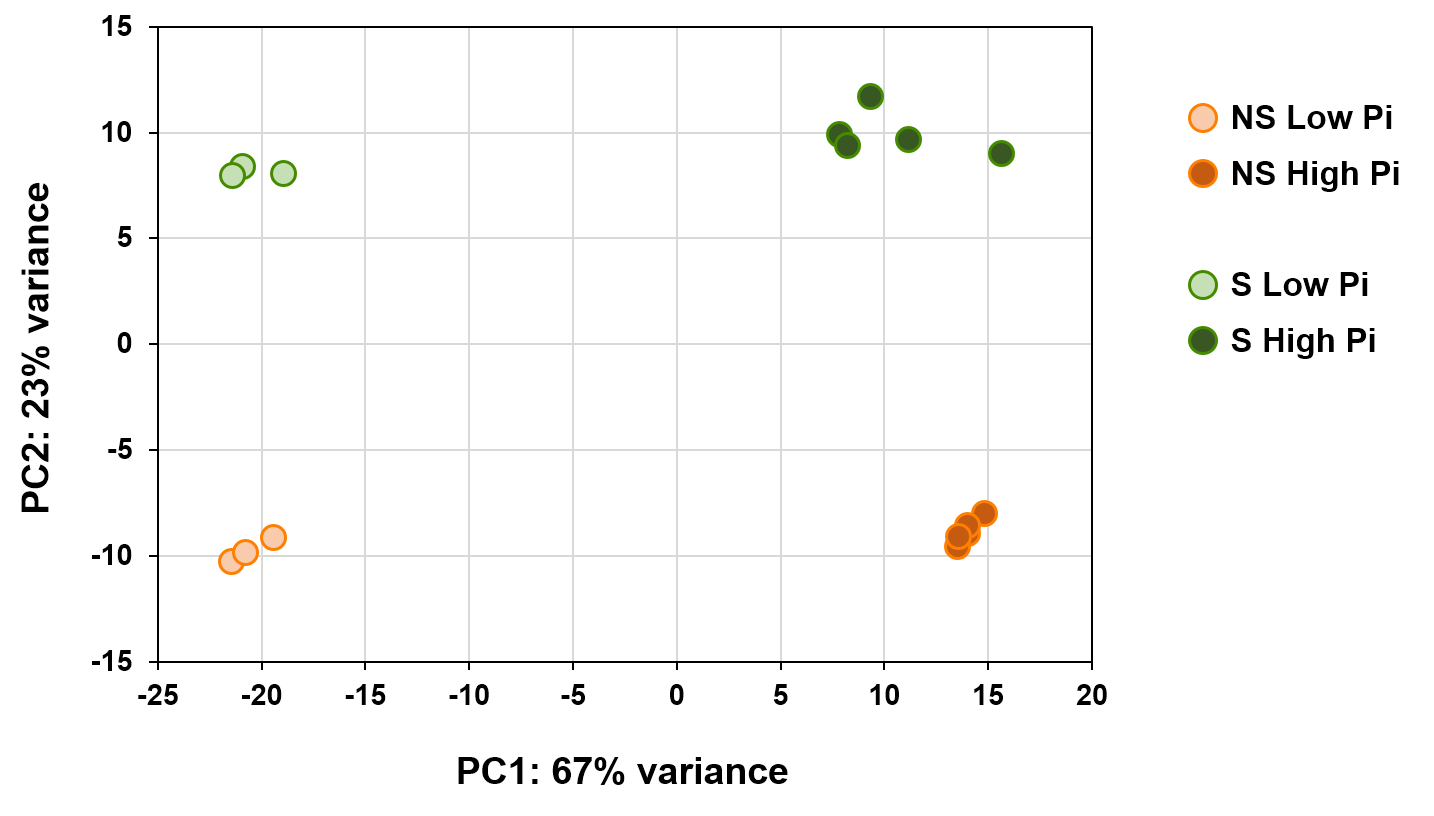 15
10
5
0
-5
-10
-15
-25 -20 -15 -10 -5 0 5 10 15 20
PC2: 23% variance
PC1: 67% variance
NS Low Pi
NS High Pi
S Low Pi
S High Pi